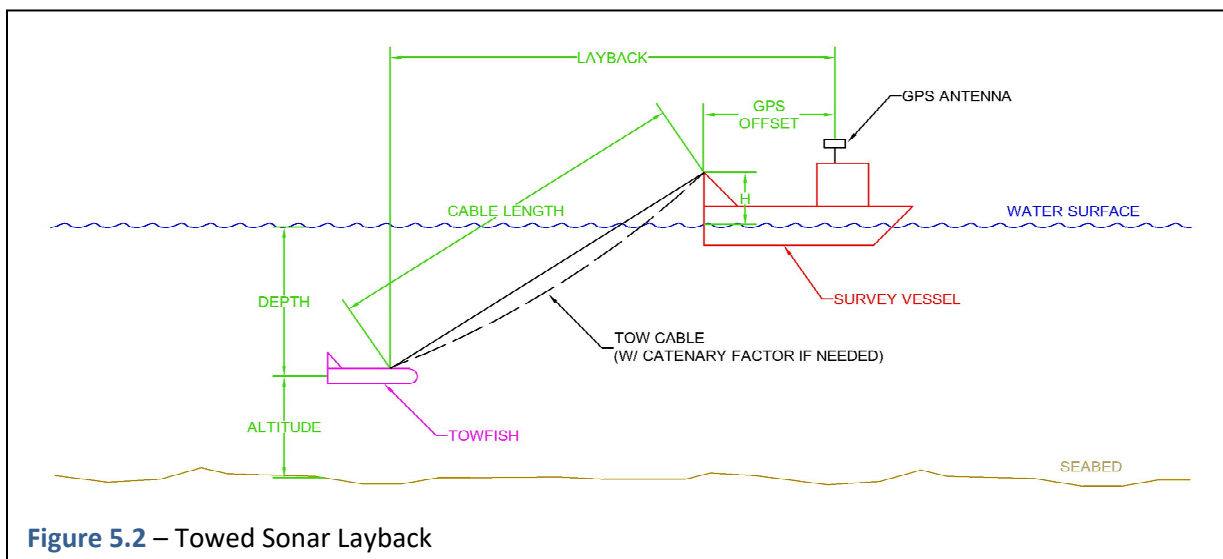 LAYBACK
GPS ANTENNA
GPS
OFFSET
H
CABLE LENGTH
WATER SURFACE
DEPTH
SURVEY VESSEL
TOW CABLE
(W/ CATENARY FACTOR IF NEEDED)
ALTITUDE
TOWFISH
SEABED
Figure 5.2 – Towed Sonar Layback